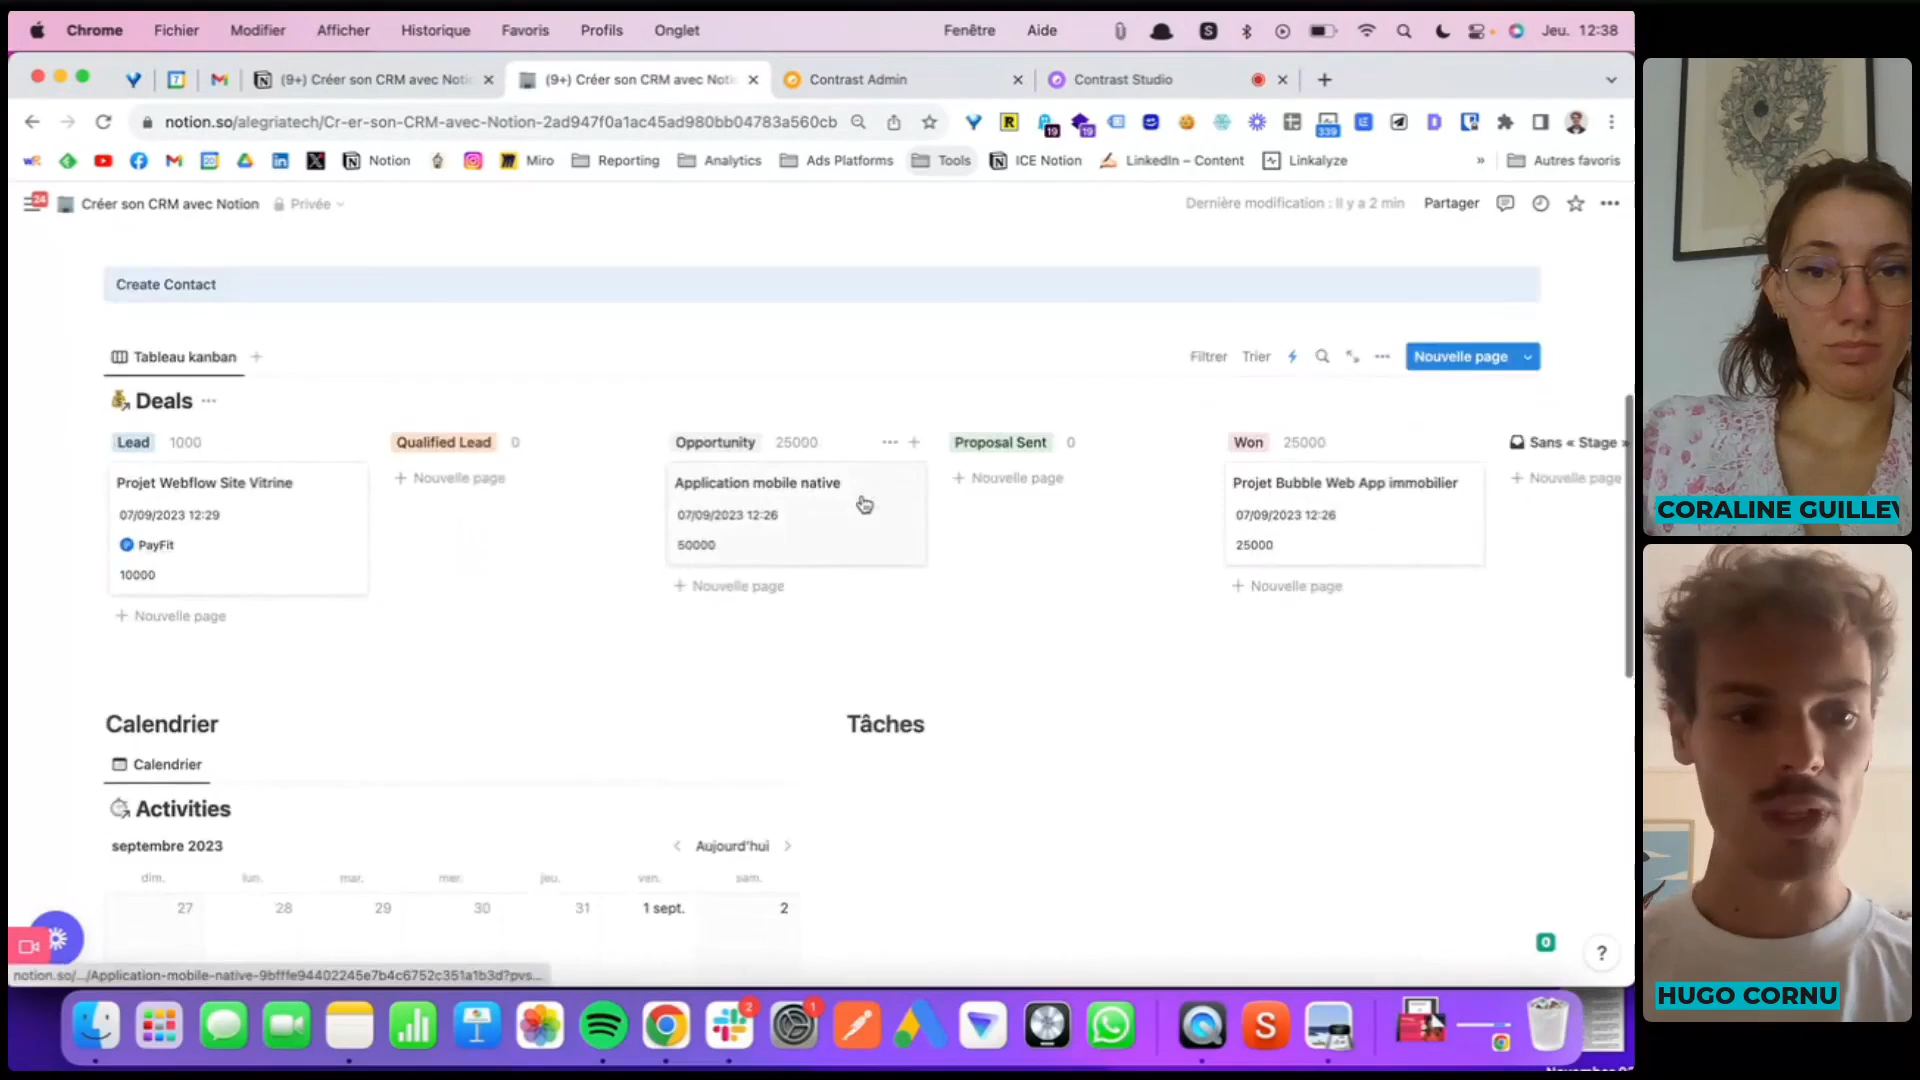 Chrome Fichier Modifier Afficher Historique Favoris Profils Onglet Fenêtre Aide Jeu. 12:38
(9+) Créer son CRM avec Noti (9+) Créer son CRM avec Noti Contrast Admin Contrast Studio
notion.so/alegriatech/Cr-er-son-CRM-avec-Notion-2ad947f0a1ac45ad980bb04783a560cb 19 19 339
Notion Miro Reporting Analytics Ads Platforms Tools ICE Notion LinkedIn – Content Linkalyze » Autres favoris
24 Créer son CRM avec Notion Privée Dernière modification : Il y a 2 min Partager
Create Contact
Tableau kanban Filtrer Trier Nouvelle page
Deals
Lead 1000 Qualified Lead 0 Opportunity 25000 Proposal Sent 0 Won 25000 Sans « Stage »
Projet Webflow Site Vitrine
07/09/2023 12:29
PayFit
10000
+ Nouvelle page
+ Nouvelle page
Application mobile native
07/09/2023 12:26
50000
+ Nouvelle page
+ Nouvelle page
Projet Bubble Web App immobilier
07/09/2023 12:26
25000
+ Nouvelle page
+ Nouvelle page
Calendrier Tâches
Calendrier
Activities
septembre 2023 Aujourd'hui
dim. lun. mar. mer. jeu. ven. sam.
27 28 29 30 31 1 sept. 2
0
?
notion.so/.../Application-mobile-native-9bfffe94402245e7b4c6752c351a1b3d?pvs...
2 1
CORALINE GUILLEV
HUGO CORNU